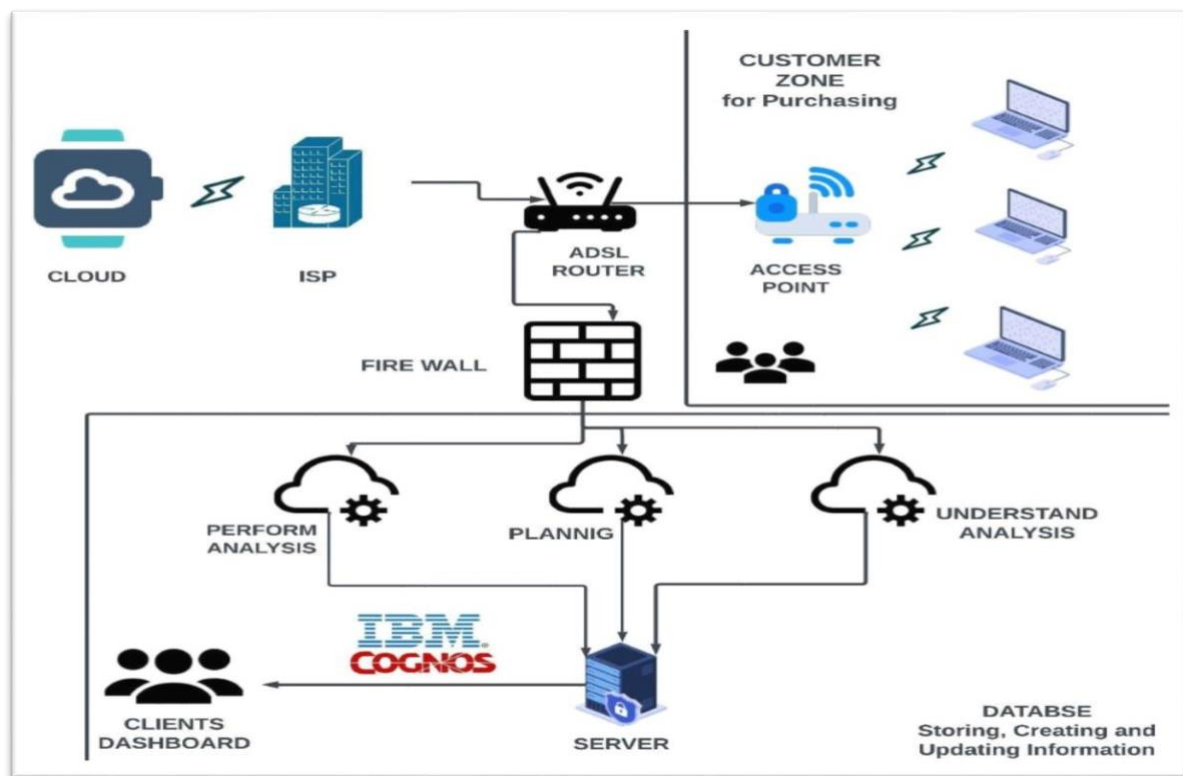 CUSTOMER
ZONE
for Purchasing
CLOUD
ISP
ADSL
ROUTER
ACCESS
POINT
FIRE WALL
PERFORM
ANALYSIS
PLANNIG
UNDERSTAND
ANALYSIS
IBM
COGNOS
CLIENTS
DASHBOARD
SERVER
DATABSE
Storing, Creating and
Updating Information